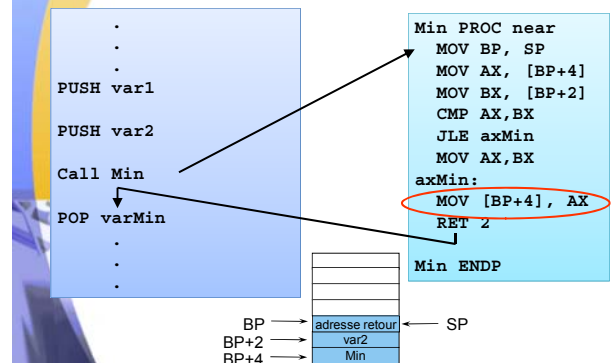 .
.
.
PUSH var1
PUSH var2
Call Min
POP varMin
.
.
.
Min PROC near
MOV BP, SP
MOV AX, [BP+4]
MOV BX, [BP+2]
CMP AX,BX
JLE axMin
MOV AX,BX
axMin:
MOV [BP+4], AX
RET 2
Min ENDP
BP adresse retour SP
BP+2 var2
BP+4 Min